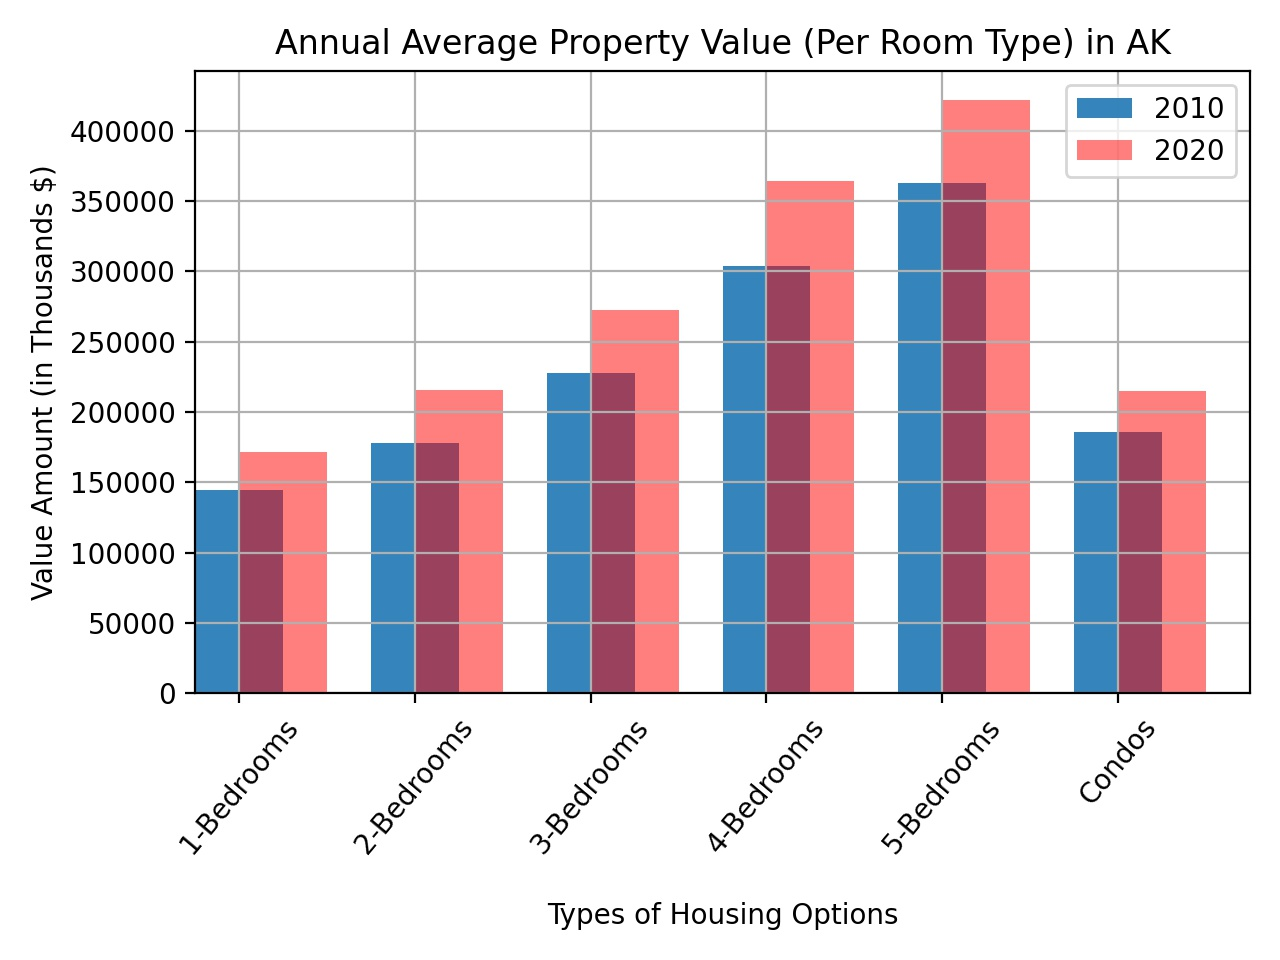 Annual Average Property Value (Per Room Type) in AK
2010
2020
Value Amount (in Thousands $)
400000
350000
300000
250000
200000
150000
100000
50000
0
1-Bedrooms
2-Bedrooms
3-Bedrooms
4-Bedrooms
5-Bedrooms
Condos
Types of Housing Options